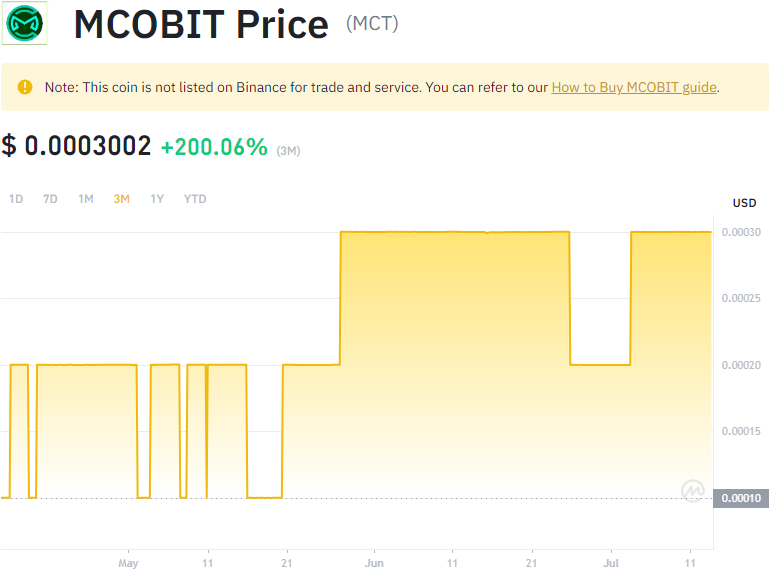 MCOBIT Price (MCT)
Note: This coin is not listed on Binance for trade and service. You can refer to our How to Buy MCOBIT guide.
$ 0.0003002 +200.06% (3M)
1D 7D 1M 3M 1Y YTD
USD
0.00030
0.00025
0.00020
0.00015
0.00010
May 11 21 Jun 11 21 Jul 11